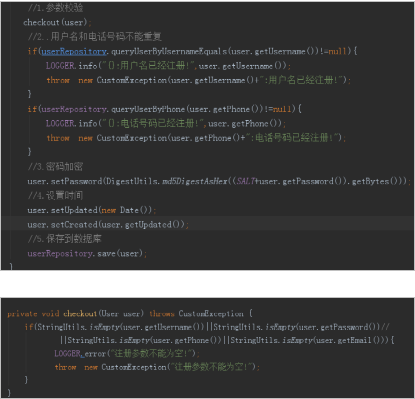 //1.参数校验
checkout(user);
//2..用户名和电话号码不能重复
if(userRepository.queryUserByUsernameEquals(user.getUsername())!=null){
LOGGER.info("{}:用户名已经注册!",user.getUsername());
throw new CustomException(user.getUsername()+":用户名已经注册!");
}
if(userRepository.queryUserByPhone(user.getPhone())!=null){
LOGGER.info("{}:电话号码已经注册!",user.getPhone());
throw new CustomException(user.getPhone()+":电话号码已经注册!");
}
//3.密码加密
user.setPassword(DigestUtils.md5DigestAsHex((SALT+user.getPassword()).getBytes()));
//4.设置时间
user.setUpdated(new Date());
user.setCreated(user.getUpdated());
//5.保存到数据库
userRepository.save(user);
}
private void checkout(User user) throws CustomException {
if(StringUtils.isEmpty(user.getUsername())||StringUtils.isEmpty(user.getPassword())//
||StringUtils.isEmpty(user.getPhone())||StringUtils.isEmpty(user.getEmail())){
LOGGER.error("注册参数不能为空!");
throw new CustomException("注册参数不能为空!");
}
}